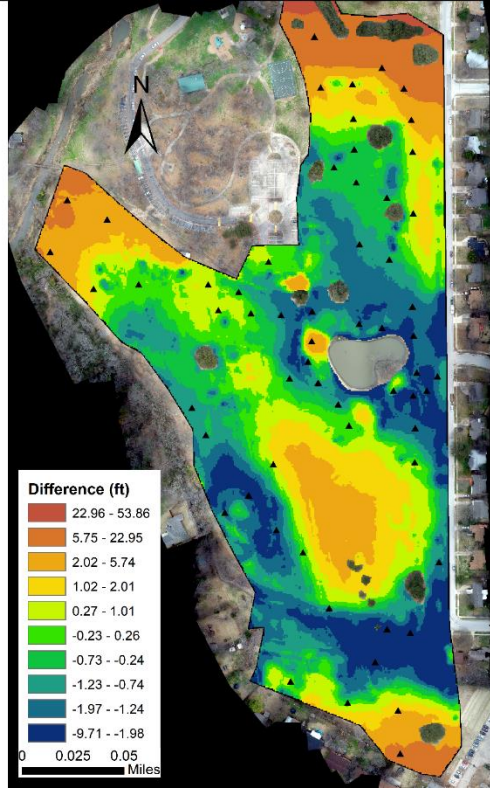 N
Difference (ft)
22.96 - 53.86
5.75 - 22.95
2.02 - 5.74
1.02 - 2.01
0.27 - 1.01
-0.23 - 0.26
-0.73 - -0.24
-1.23 - -0.74
-1.97 - -1.24
-9.71 - -1.98
0 0.025 0.05
Miles